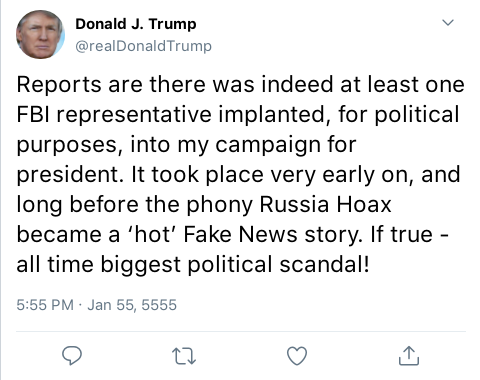 Donald J. Trump
@realDonaldTrump
Reports are there was indeed at least one
FBI representative implanted, for political
purposes, into my campaign for
president. It took place very early on, and
long before the phony Russia Hoax
became a ‘hot’ Fake News story. If true -
all time biggest political scandal!
5:55 PM · Jan 55, 5555